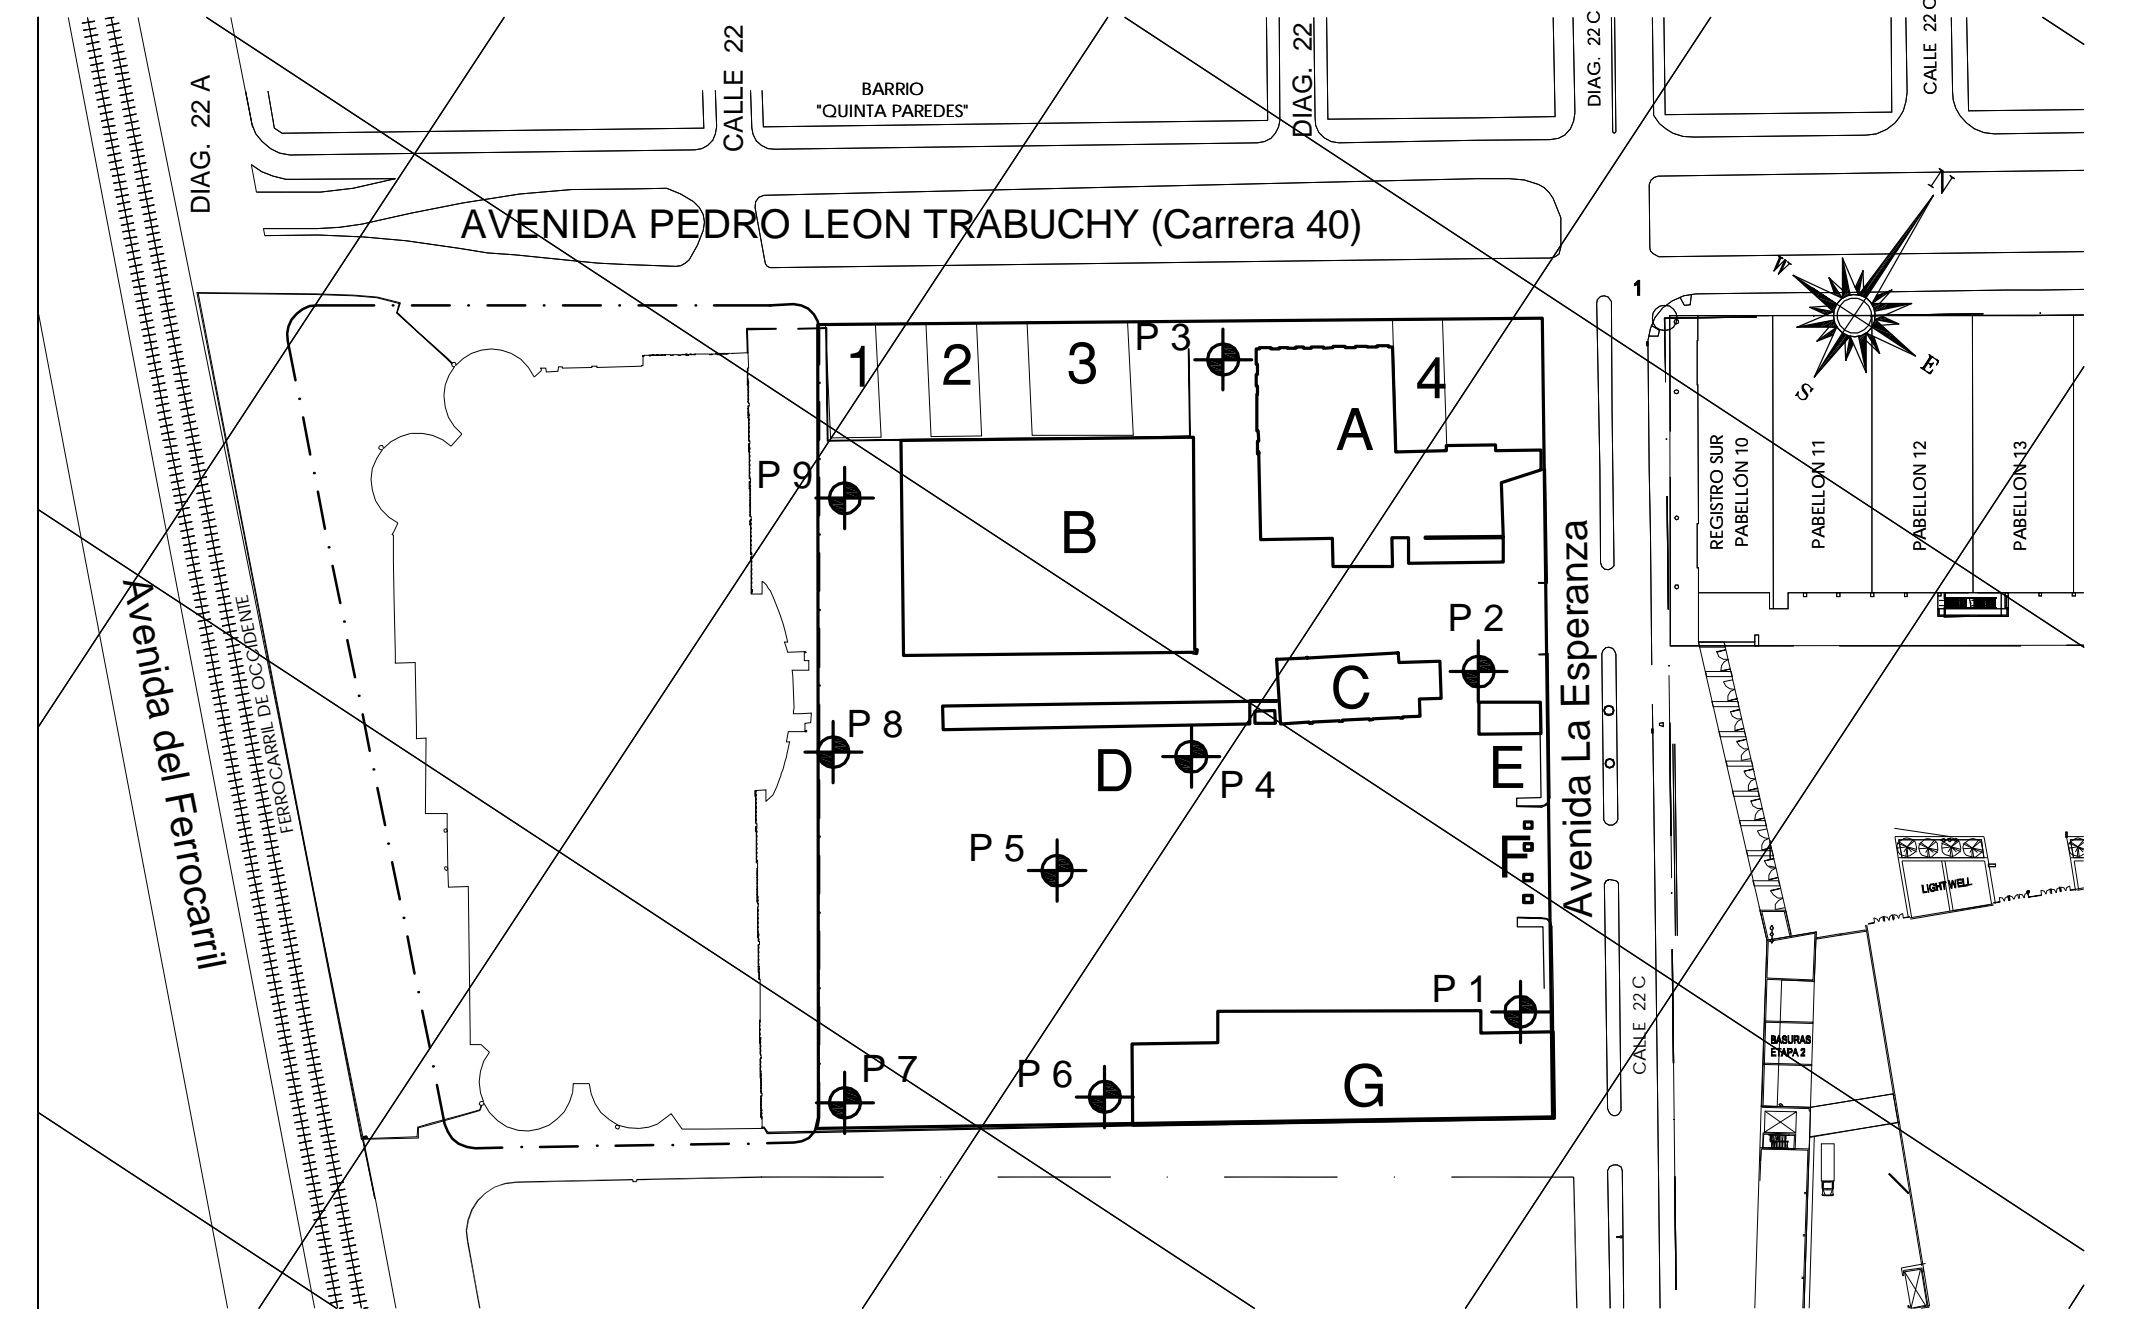 DIAG. 22 A
CALLE 22
BARRIO
"QUINTA PAREDES"
DIAG. 22
DIAG. 22 C
CALLE 22 C
AVENIDA PEDRO LEON TRABUCHY (Carrera 40)
N
W
E
S
1
1
2
3
P 3
4
A
P 9
B
REGISTRO SUR
PABELLÓN 10
PABELLON 11
PABELLON 12
PABELLON 13
Avenida La Esperanza
P 2
C
Avenida del Ferrocarril
FERROCARRIL DE OCCIDENTE
P 8
D
P 4
E
P 5
F
LIGHT WELL
P 1
CALLE 22 C
BASURAS
ETAPA 2
P 7
P 6
G